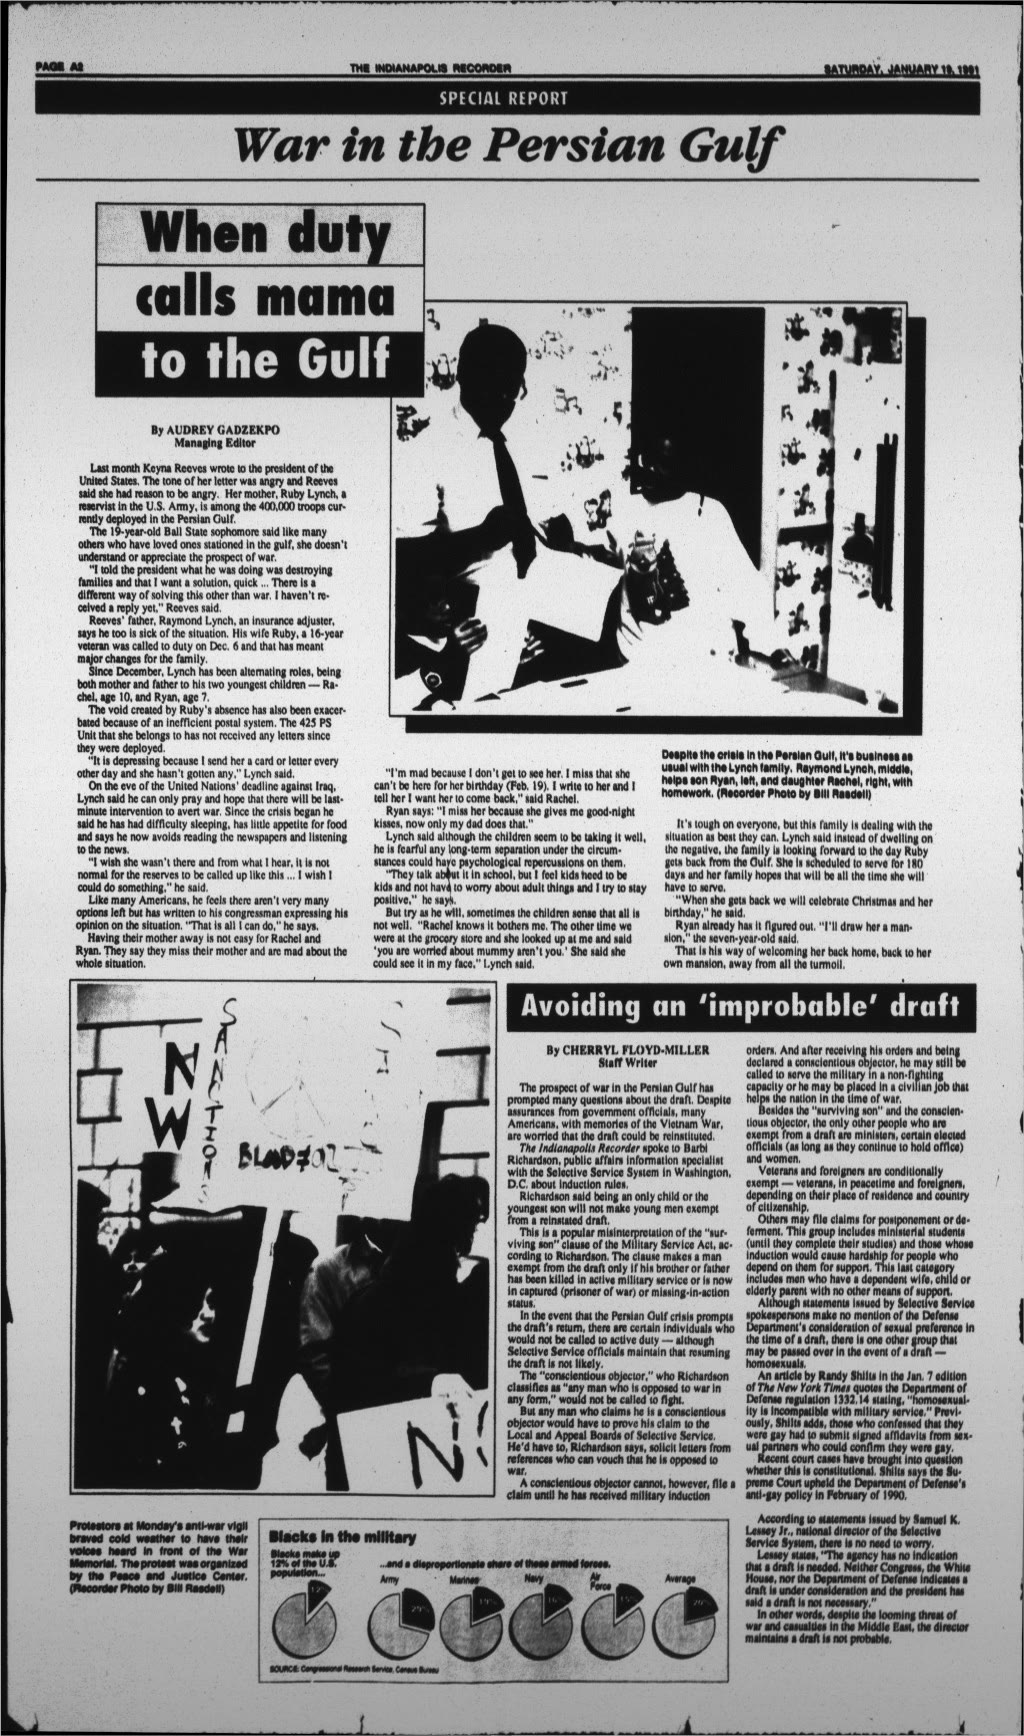 PAGE A2
THE INDIANAPOLIS RECORDER
SATURDAY, JANUARY 19, 1991
SPECIAL REPORT
War in the Persian Gulf
When duty
calls mama
to the Gulf
By AUDREY GADZEKPO
Managing Editor
Last month Keyna Reeves wrote to the president of the
United States. The tone of her letter was angry and Reeves
said she had reason to be angry. Her mother, Ruby Lynch, a
reservist in the U.S. Army, is among the 400,000 troops cur-
rently deployed in the Persian Gulf.
The 19-year-old Ball State sophomore said like many
others who have loved ones stationed in the gulf, she doesn't
understand or appreciate the prospect of war.
"I told the president what he was doing was destroying
families and that I want a solution, quick ... There is a
different way of solving this other than war. I haven't re-
ceived a reply yet," Reeves said.
Reeves' father, Raymond Lynch, an insurance adjuster,
says he too is sick of the situation. His wife Ruby, a 16-year
veteran was called to duty on Dec. 6 and that has meant
major changes for the family.
Since December, Lynch has been alternating roles, being
both mother and father to his two youngest children — Ra-
chel, age 10, and Ryan, age 7.
The void created by Ruby's absence has also been exacer-
bated because of an inefficient postal system. The 425 PS
Unit that she belongs to has not received any letters since
they were deployed.
"It is depressing because I send her a card or letter every
other day and she hasn't gotten any," Lynch said.
On the eve of the United Nations' deadline against Iraq,
Lynch said he can only pray and hope that there will be last-
minute intervention to avert war. Since the crisis began he
said he has had difficulty sleeping, has little appetite for food
and says he now avoids reading the newspapers and listening
to the news.
"I wish she wasn't there and from what I hear, it is not
normal for the reserves to be called up like this ... I wish I
could do something," he said.
Like many Americans, he feels there aren't very many
options left but has written to his congressman expressing his
opinion on the situation. "That is all I can do," he says.
Having their mother away is not easy for Rachel and
Ryan. They say they miss their mother and are mad about the
whole situation.
"I'm mad because I don't get to see her. I miss that she
can't be here for her birthday (Feb. 19). I write to her and I
tell her I want her to come back," said Rachel.
Ryan says: "I miss her because she gives me good-night
kisses, now only my dad does that."
Lynch said although the children seem to be taking it well,
he is fearful any long-term separation under the circum-
stances could have psychological repercussions on them.
"They talk about it in school, but I feel kids need to be
kids and not have to worry about adult things and I try to stay
positive," he says.
But try as he will, sometimes the children sense that all is
not well. "Rachel knows it bothers me. The other time we
were at the grocery store and she looked up at me and said
'you are worried about mummy aren't you.' She said she
could see it in my face," Lynch said.
Despite the crisis in the Persian Gulf, it's business as
usual with the Lynch family. Raymond Lynch, middle,
helps son Ryan, left, and daughter Rachel, right, with
homework. (Recorder Photo by Bill Rasdell)
It's tough on everyone, but this family is dealing with the
situation as best they can. Lynch said instead of dwelling on
the negative, the family is looking forward to the day Ruby
gets back from the Gulf. She is scheduled to serve for 180
days and her family hopes that will be all the time she will
have to serve.
"When she gets back we will celebrate Christmas and her
birthday," he said.
Ryan already has it figured out. "I'll draw her a man-
sion," the seven-year-old said.
That is his way of welcoming her back home, back to her
own mansion, away from all the turmoil.
SANCTIONS
NW
N!
Protestors at Monday's anti-war vigil
braved cold weather to have their
voices heard in front of the War
Memorial. The protest was organized
by the Peace and Justice Center.
(Recorder Photo by Bill Rasdell)
Avoiding an 'improbable' draft
By CHERRYL FLOYD-MILLER
Staff Writer
The prospect of war in the Persian Gulf has
prompted many questions about the draft. Despite
assurances from government officials, many
Americans, with memories of the Vietnam War,
are worried that the draft could be reinstituted.
The Indianapolis Recorder spoke to Barbi
Richardson, public affairs information specialist
with the Selective Service System in Washington,
D.C. about induction rules.
Richardson said being an only child or the
youngest son will not make young men exempt
from a reinstated draft.
This is a popular misinterpretation of the "sur-
viving son" clause of the Military Service Act, ac-
cording to Richardson. The clause makes a man
exempt from the draft only if his brother or father
has been killed in active military service or is now
in captured (prisoner of war) or missing-in-action
status.
In the event that the Persian Gulf crisis prompts
the draft's return, there are certain individuals who
would not be called to active duty — although
Selective Service officials maintain that resuming
the draft is not likely.
The "conscientious objector," who Richardson
classifies as "any man who is opposed to war in
any form," would not be called to fight.
But any man who claims he is a conscientious
objector would have to prove his claim to the
Local and Appeal Boards of Selective Service.
He'd have to, Richardson says, solicit letters from
references who can vouch that he is opposed to
war.
A conscientious objector cannot, however, file a
claim until he has received military induction
orders. And after receiving his orders and being
declared a conscientious objector, he may still be
called to serve the military in a non-fighting
capacity or he may be placed in a civilian job that
helps the nation in the time of war.
Besides the "surviving son" and the conscien-
tious objector, the only other people who are
exempt from a draft are ministers, certain elected
officials (as long as they continue to hold office)
and women.
Veterans and foreigners are conditionally
exempt — veterans, in peacetime and foreigners,
depending on their place of residence and country
of citizenship.
Others may file claims for postponement or de-
ferment. This group includes ministerial students
(until they complete their studies) and those whose
induction would cause hardship for people who
depend on them for support. This last category
includes men who have a dependent wife, child or
elderly parent with no other means of support.
Although statements issued by Selective Service
spokespersons make no mention of the Defense
Department's consideration of sexual preference in
the time of a draft, there is one other group that
may be passed over in the event of a draft —
homosexuals.
An article by Randy Shilts in the Jan. 7 edition
of The New York Times quotes the Department of
Defense regulation 1332.14 stating, "homosexual-
ity is incompatible with military service." Previ-
ously, Shilts adds, those who confessed that they
were gay had to submit signed affidavits from sex-
ual partners who could confirm they were gay.
Recent court cases have brought into question
whether this is constitutional. Shilts says the Su-
preme Court upheld the Department of Defense's
anti-gay policy in February of 1990.
According to statements issued by Samuel K.
Lessey Jr., national director of the Selective
Service System, there is no need to worry.
Lessey states, "The agency has no indication
that a draft is needed. Neither Congress, the White
House, nor the Department of Defense indicates a
draft is under consideration and the president has
said a draft is not necessary."
In other words, despite the looming threat of
war and casualties in the Middle East, the director
maintains a draft is not probable.
Blacks in the military
Blacks make up
12% of the U.S.
population...
...and a disproportionate share of these armed forces.
Army
Marines
Navy
Air
Force
Average
12%
29%
19%
16%
15%
20%
SOURCE: Congressional Research Service, Census Bureau